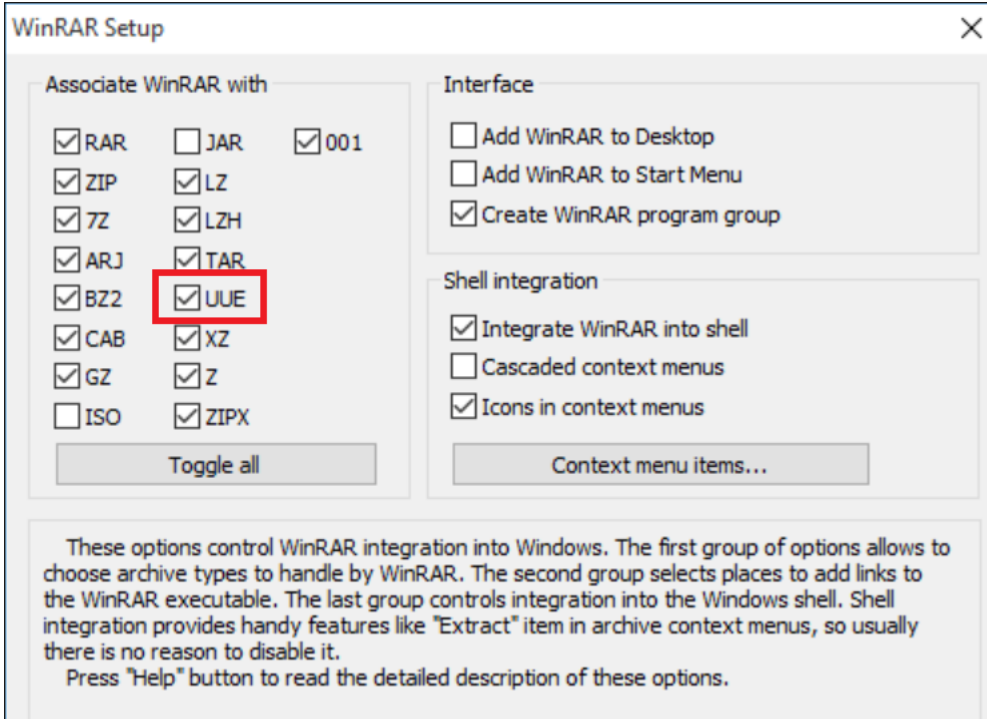 WinRAR Setup
Associate WinRAR with
RAR
JAR
001
ZIP
LZ
7Z
LZH
ARJ
TAR
BZ2
UUE
CAB
XZ
GZ
Z
ISO
ZIPX
Toggle all
Interface
Add WinRAR to Desktop
Add WinRAR to Start Menu
Create WinRAR program group
Shell integration
Integrate WinRAR into shell
Cascaded context menus
Icons in context menus
Context menu items...
These options control WinRAR integration into Windows. The first group of options allows to
choose archive types to handle by WinRAR. The second group selects places to add links to
the WinRAR executable. The last group controls integration into the Windows shell. Shell
integration provides handy features like "Extract" item in archive context menus, so usually
there is no reason to disable it.
Press "Help" button to read the detailed description of these options.